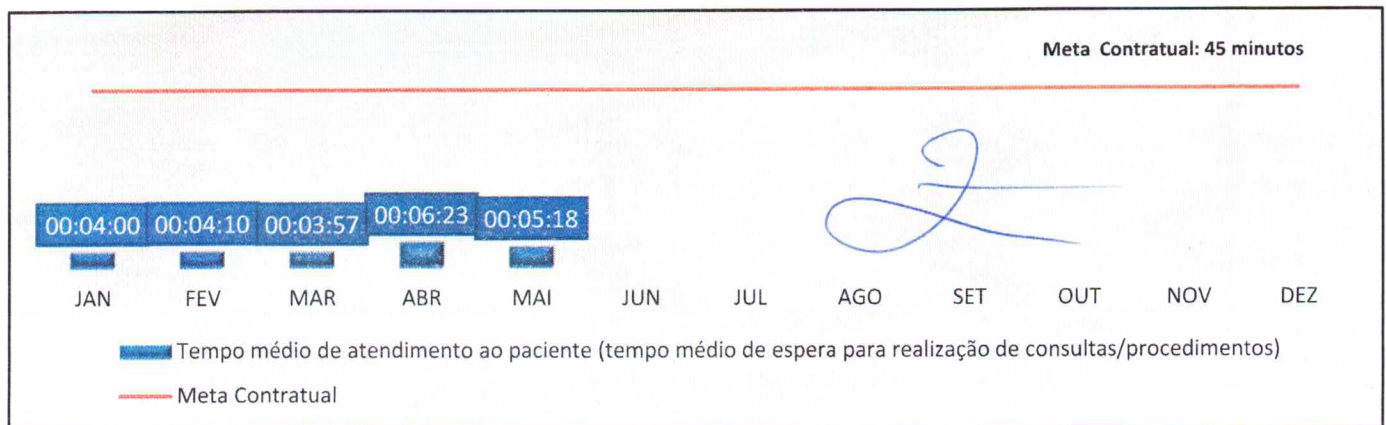 Meta Contratual: 45 minutos
00:04:00 00:04:10 00:03:57 00:06:23 00:05:18
JAN FEV MAR ABR MAI JUN JUL AGO SET OUT NOV DEZ
Tempo médio de atendimento ao paciente (tempo médio de espera para realização de consultas/procedimentos)
Meta Contratual